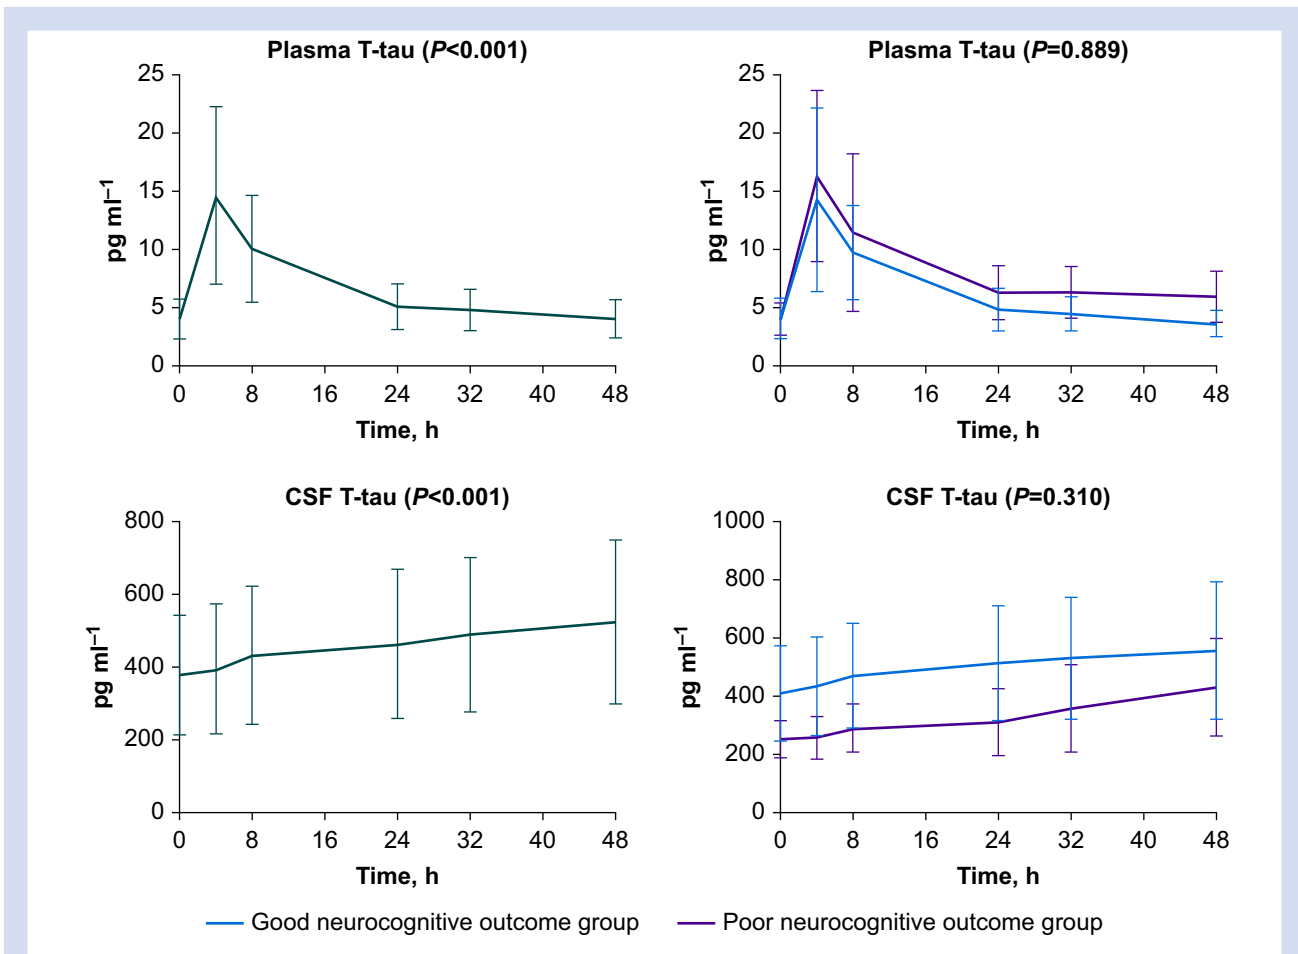 Plasma T-tau (P<0.001)
25
20
15
10
5
0
pg ml⁻¹
0 8 16 24 32 40 48
Time, h
Plasma T-tau (P=0.889)
25
20
15
10
5
0
pg ml⁻¹
0 8 16 24 32 40 48
Time, h
CSF T-tau (P<0.001)
800
600
400
200
0
pg ml⁻¹
0 8 16 24 32 40 48
Time, h
CSF T-tau (P=0.310)
1000
800
600
400
200
0
pg ml⁻¹
0 8 16 24 32 40 48
Time, h
Good neurocognitive outcome group
Poor neurocognitive outcome group